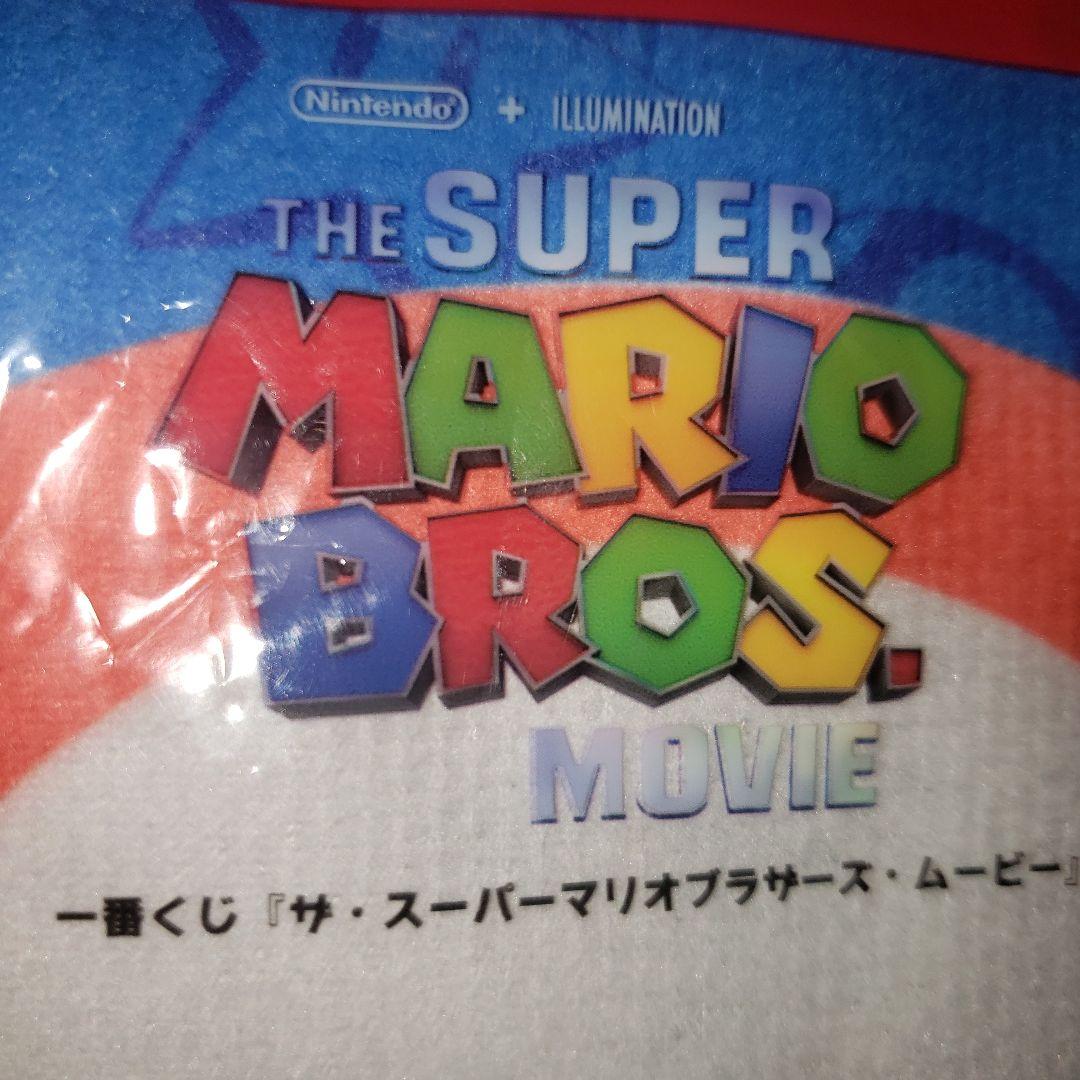 Nintendo® + ILLUMINATION
THE SUPER
MARIO
BROS.
MOVIE
一番くじ『ザ・スーパーマリオブラザーズ・ムービー』